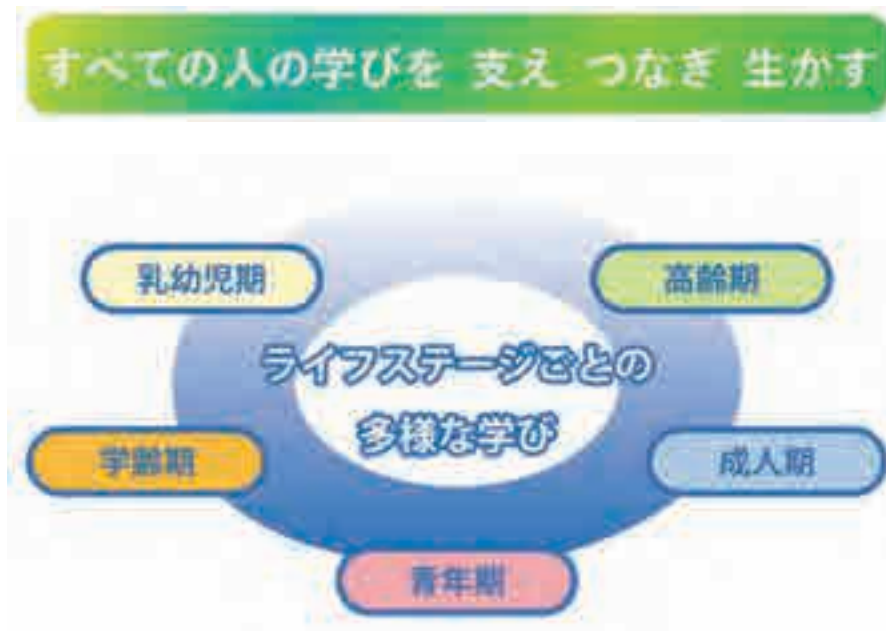 すべての人の学びを 支え つなぎ 生かす
乳幼児期
高齢期
ライフステージごとの
多様な学び
学齢期
成人期
青年期